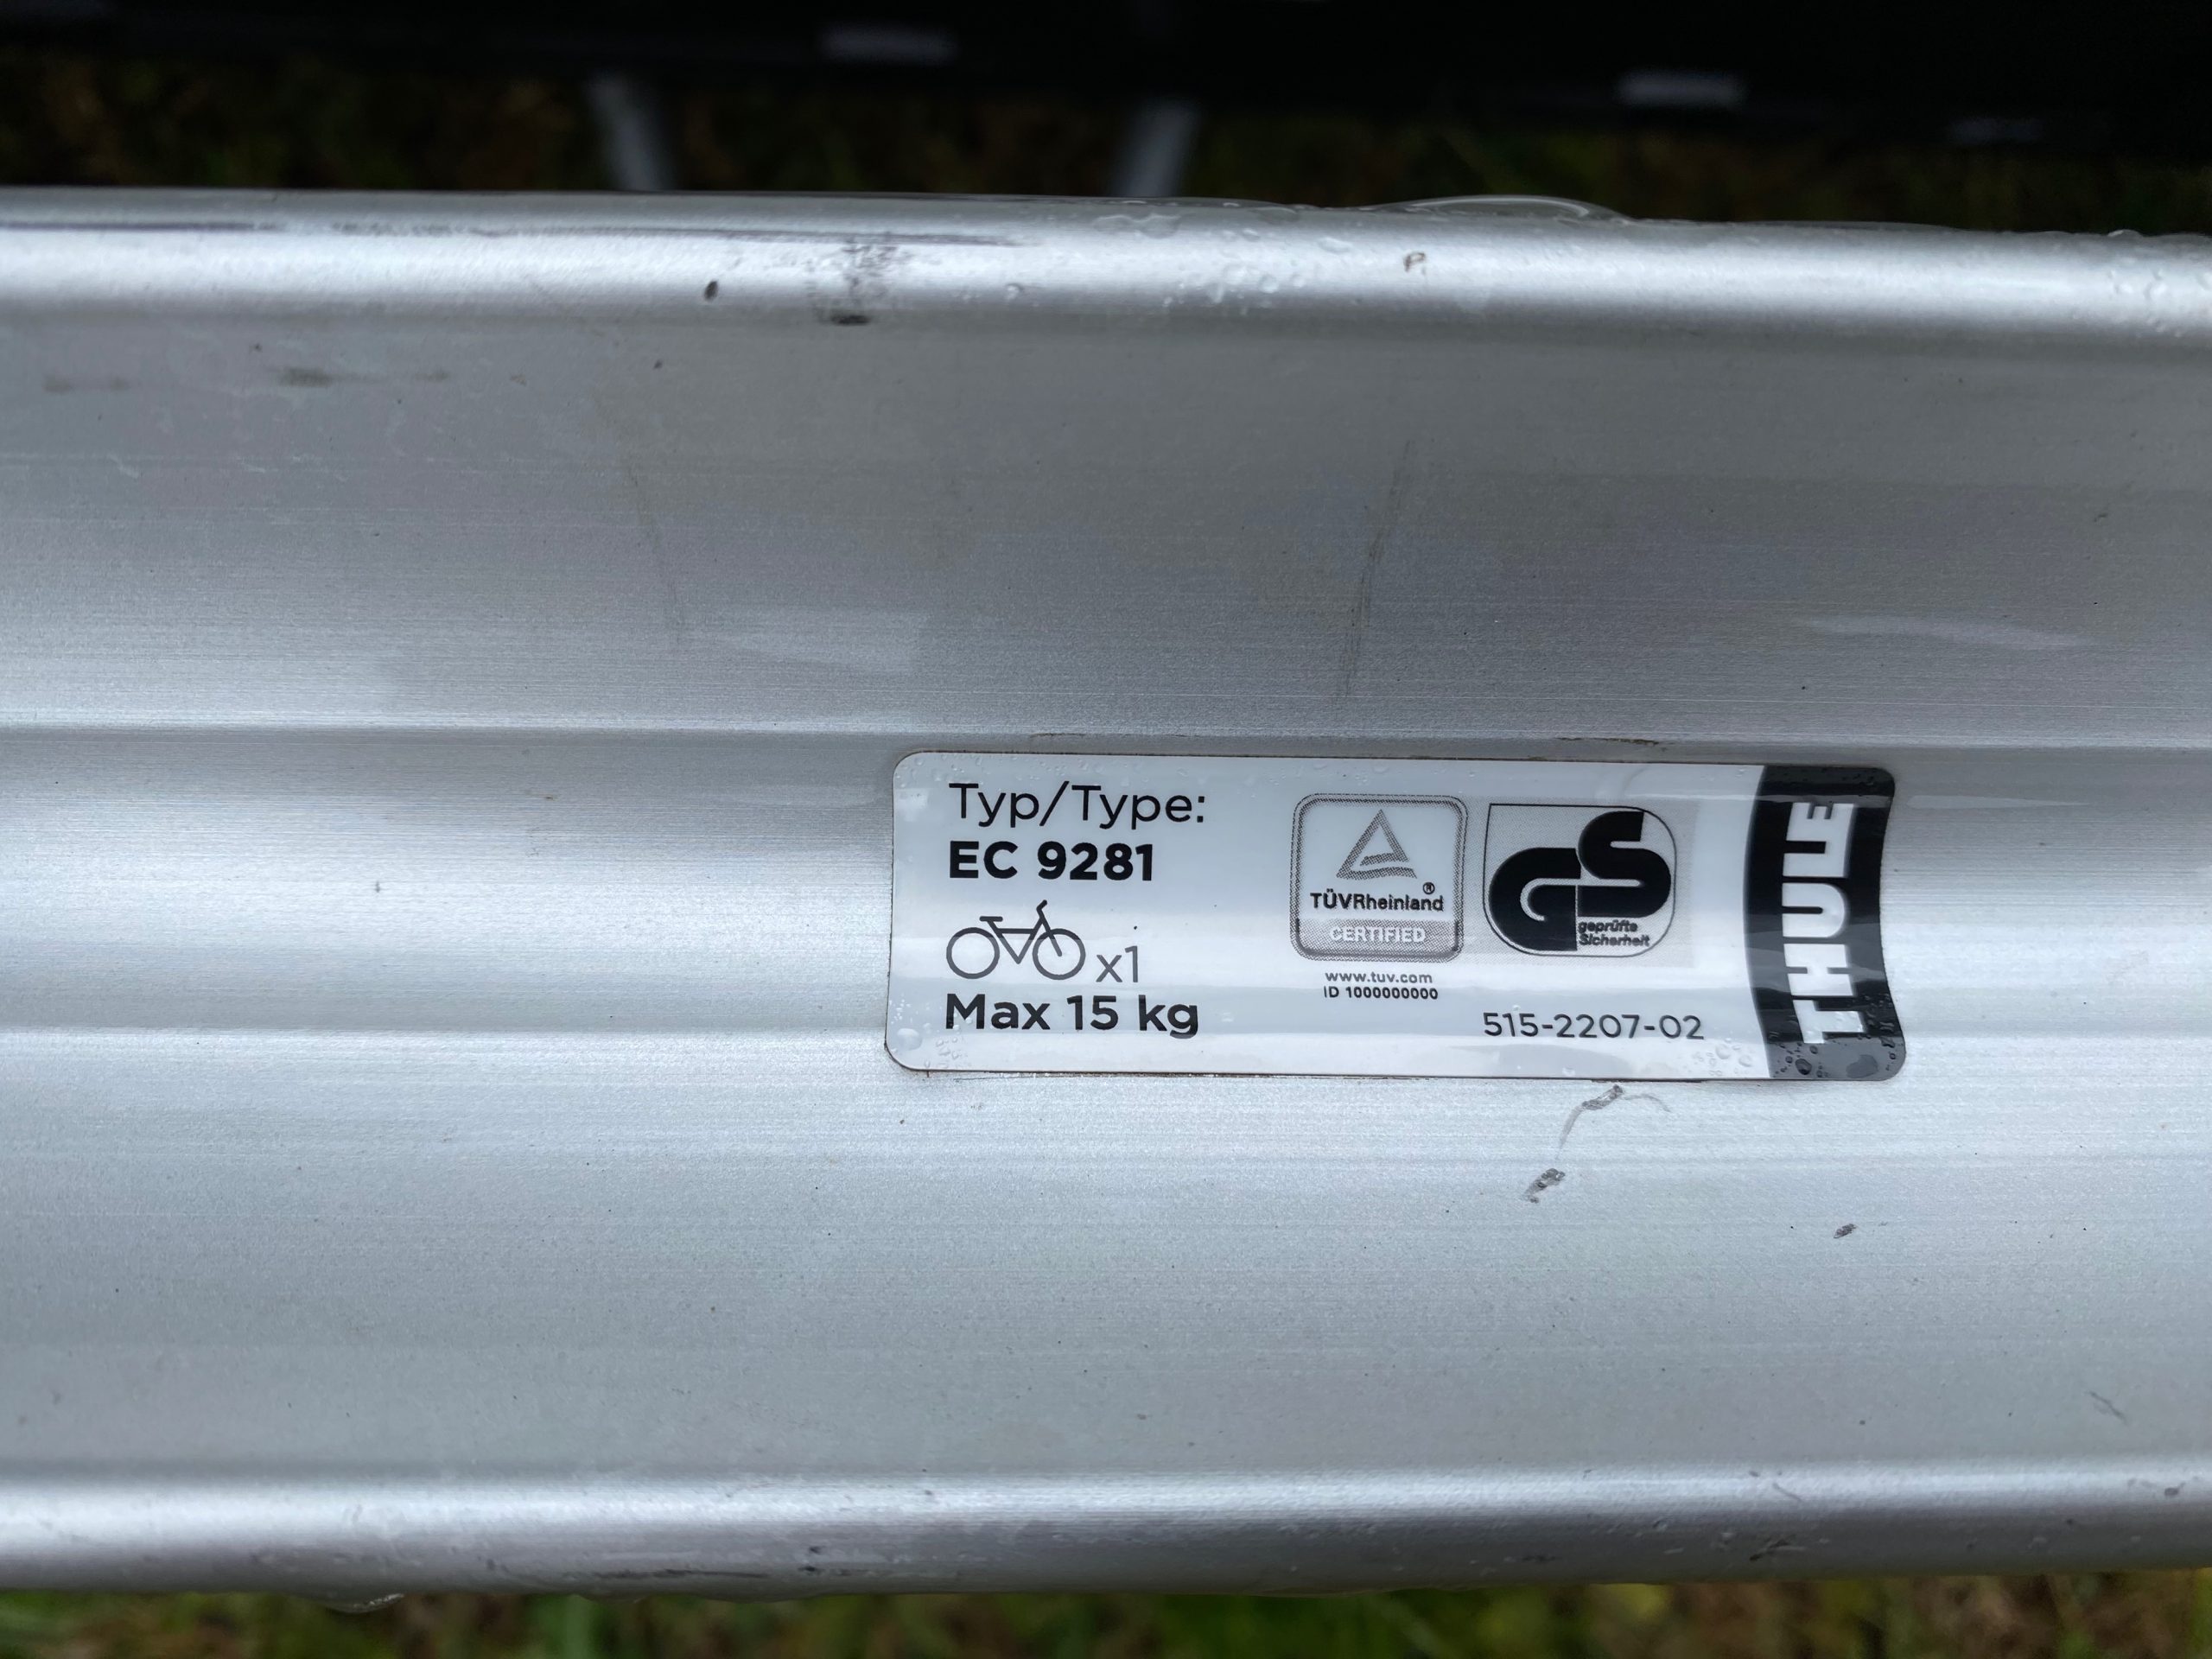 Typ/Type:
EC 9281
x1
Max 15 kg
TÜVRheinland®
CERTIFIED
www.tuv.com
ID 1000000000
GS
geprüfte
Sicherheit
515-2207-02
THULE